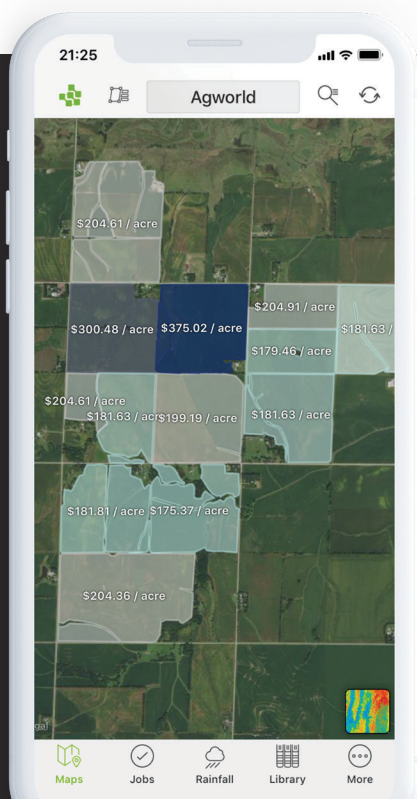 21:25
Agworld
$204.61 / acre
$204.91 / acre
$300.48 / acre
$375.02 / acre
$181.63 /
$179.46 / acre
$204.61 / acre
$181.63 / acr
$199.19 / acre
$181.63 / acre
$181.81 / acre
$175.37 / acre
$204.36 / acre
gal
Maps
Jobs
Rainfall
Library
More